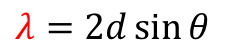 λ = 2d sin θ